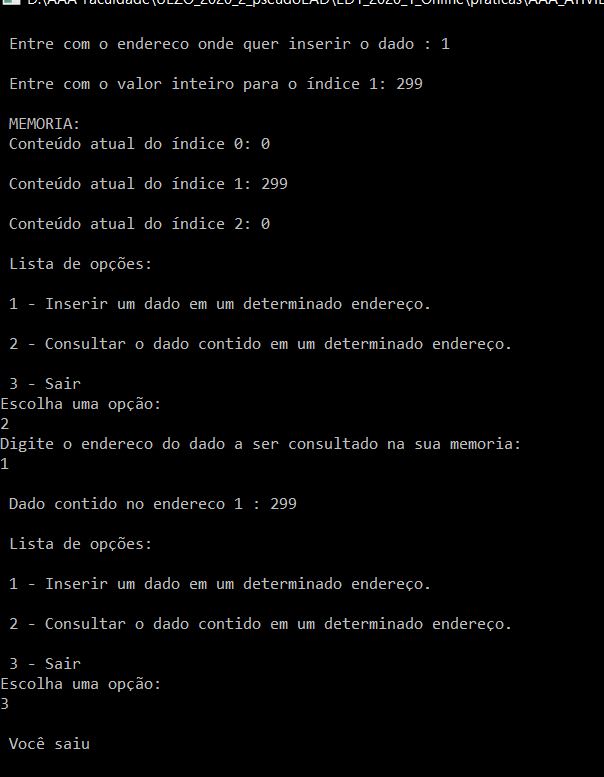 D:\AAA Faculdade\UEZO_2020_2_pseudoEAD\ED1_2020_1_Online\praticas\AAA_ATIVIE
Entre com o endereco onde quer inserir o dado : 1
Entre com o valor inteiro para o índice 1: 299
MEMORIA:
Conteúdo atual do índice 0: 0
Conteúdo atual do índice 1: 299
Conteúdo atual do índice 2: 0
Lista de opções:
1 - Inserir um dado em um determinado endereço.
2 - Consultar o dado contido em um determinado endereço.
3 - Sair
Escolha uma opção:
2
Digite o endereco do dado a ser consultado na sua memoria:
1
Dado contido no endereco 1 : 299
Lista de opções:
1 - Inserir um dado em um determinado endereço.
2 - Consultar o dado contido em um determinado endereço.
3 - Sair
Escolha uma opção:
3
Você saiu